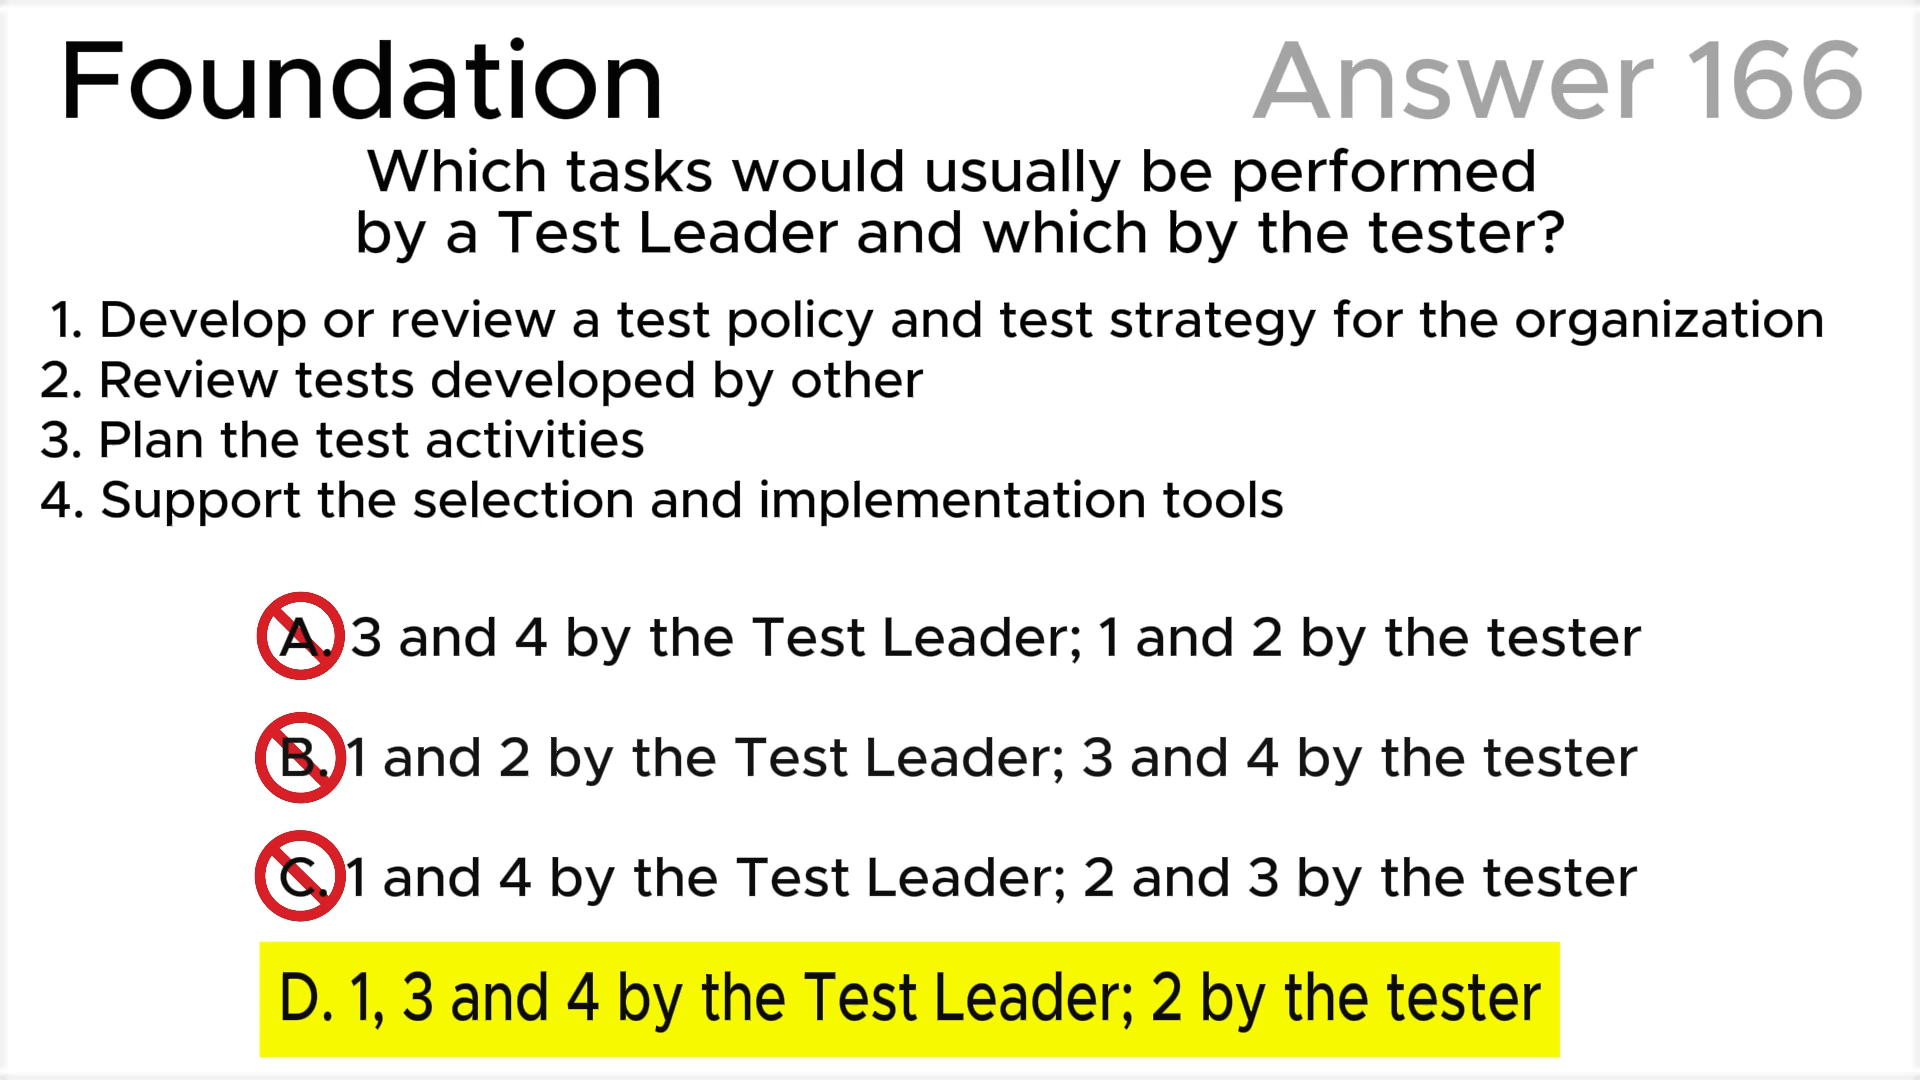 Foundation
Answer 166
Which tasks would usually be performed
by a Test Leader and which by the tester?
1. Develop or review a test policy and test strategy for the organization
2. Review tests developed by other
3. Plan the test activities
4. Support the selection and implementation tools
A. 3 and 4 by the Test Leader; 1 and 2 by the tester
B. 1 and 2 by the Test Leader; 3 and 4 by the tester
C. 1 and 4 by the Test Leader; 2 and 3 by the tester
D. 1, 3 and 4 by the Test Leader; 2 by the tester